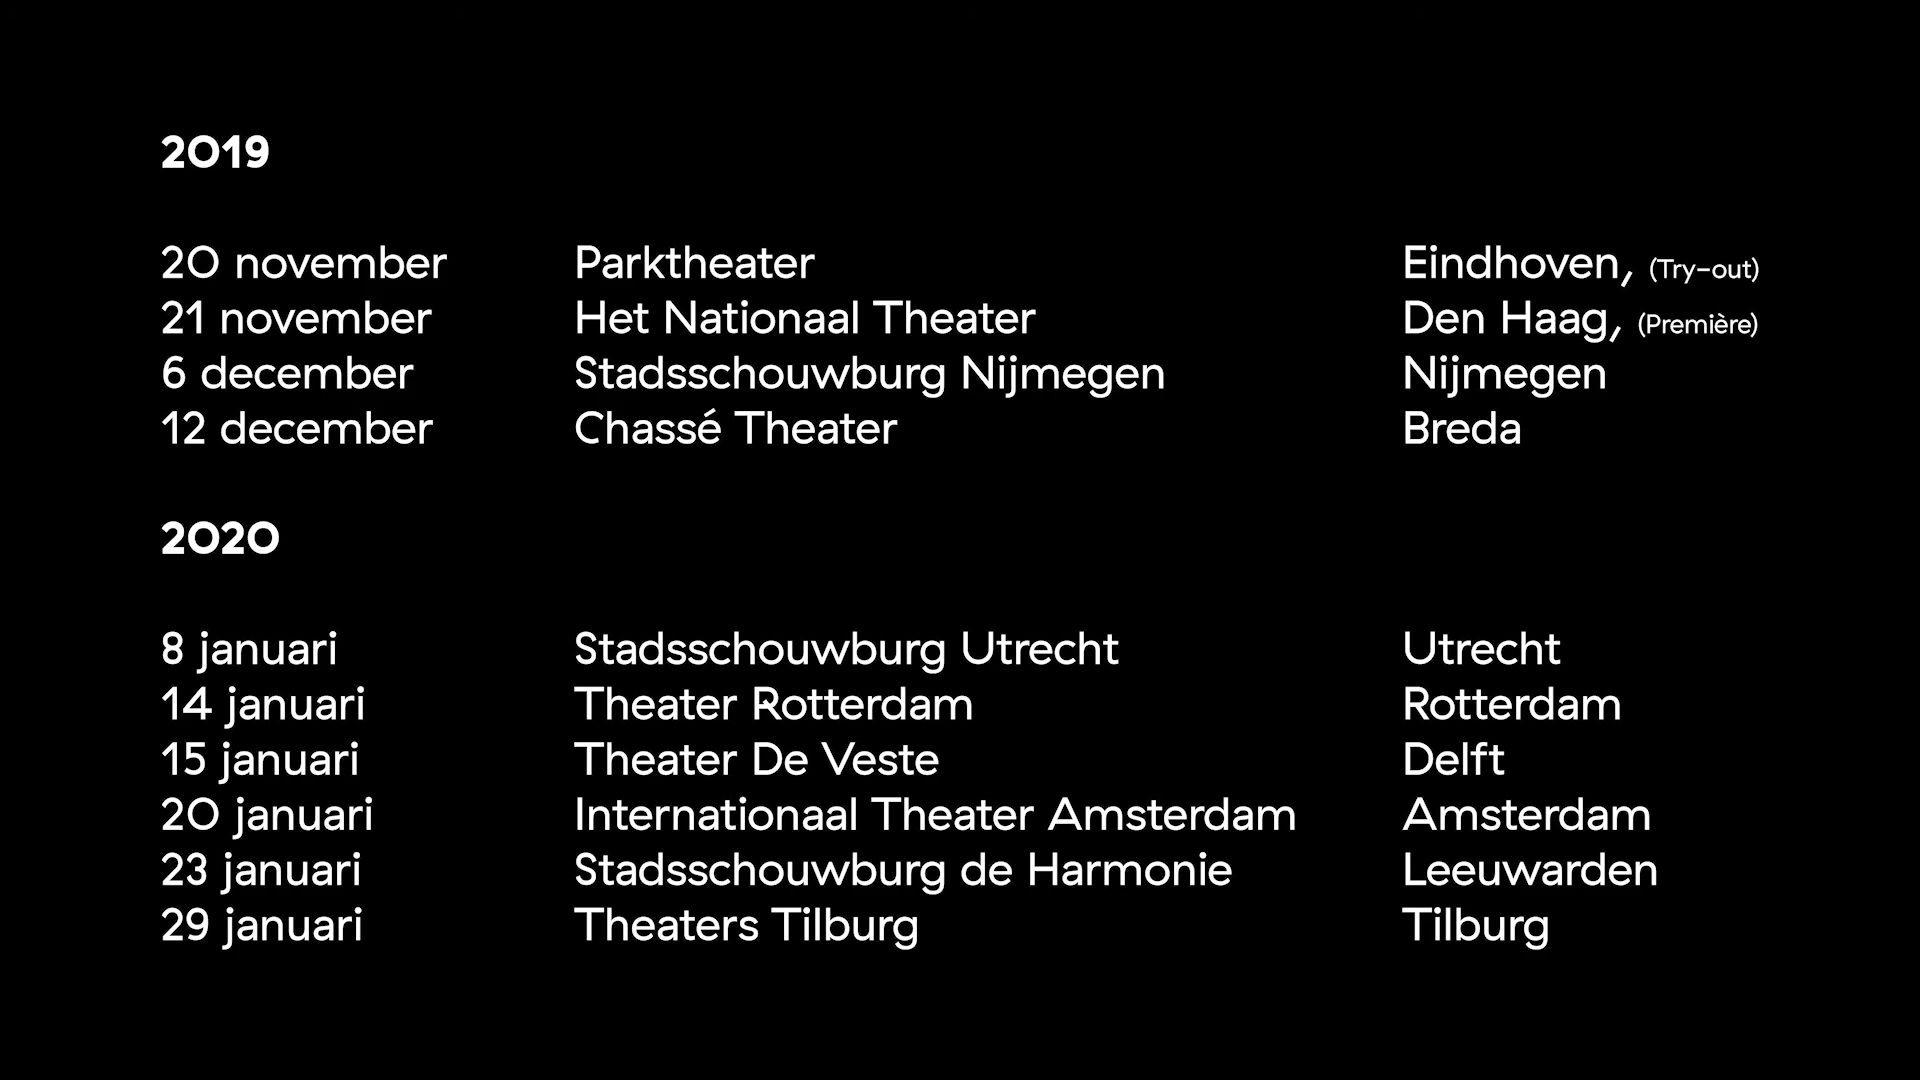 2019
20 november Parktheater Eindhoven, (Try-out)
21 november Het Nationaal Theater Den Haag, (Première)
6 december Stadsschouwburg Nijmegen Nijmegen
12 december Chassé Theater Breda
2020
8 januari Stadsschouwburg Utrecht Utrecht
14 januari Theater Rotterdam Rotterdam
15 januari Theater De Veste Delft
20 januari Internationaal Theater Amsterdam Amsterdam
23 januari Stadsschouwburg de Harmonie Leeuwarden
29 januari Theaters Tilburg Tilburg